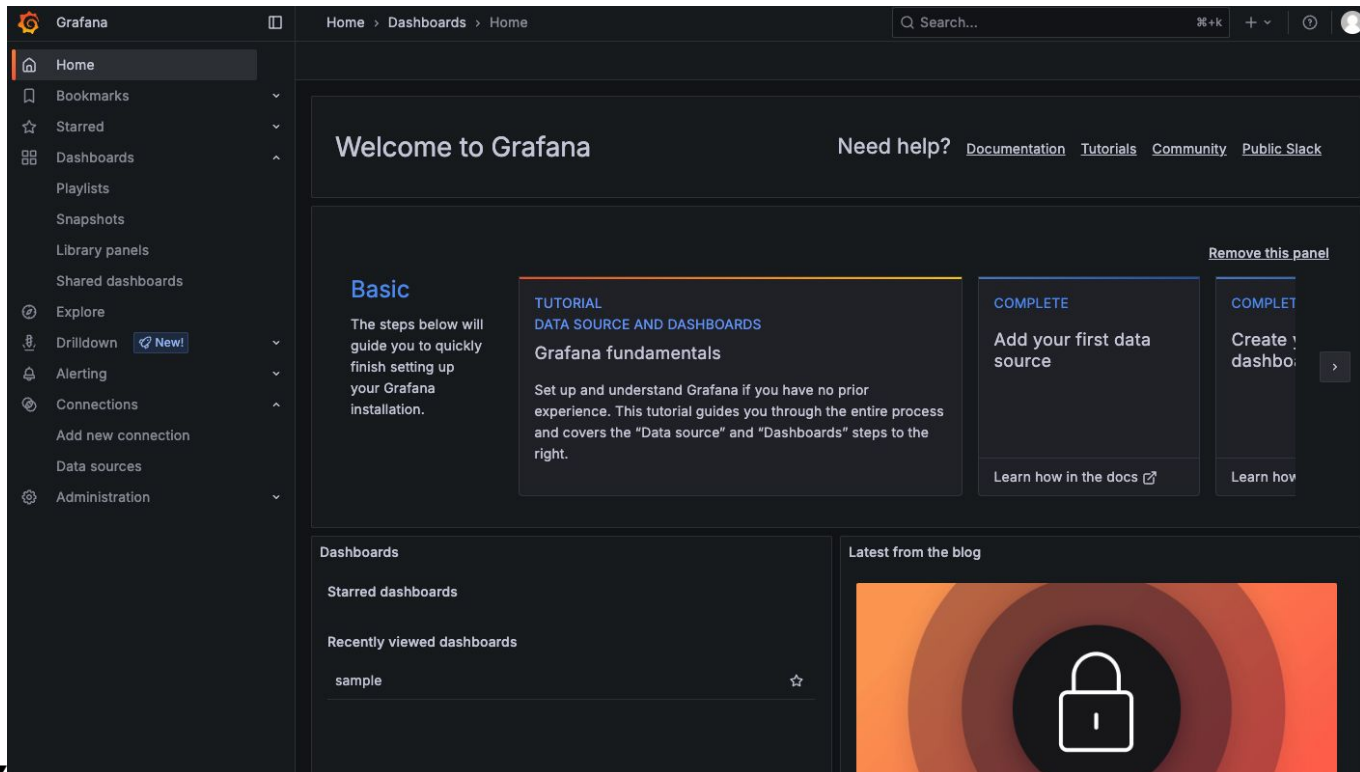 Grafana
Home › Dashboards › Home
Search...
⌘+k
Home
Bookmarks
Starred
Dashboards
Playlists
Snapshots
Library panels
Shared dashboards
Explore
Drilldown New!
Alerting
Connections
Add new connection
Data sources
Administration
Welcome to Grafana
Need help? Documentation Tutorials Community Public Slack
Remove this panel
Basic
The steps below will
guide you to quickly
finish setting up
your Grafana
installation.
TUTORIAL
DATA SOURCE AND DASHBOARDS
Grafana fundamentals
Set up and understand Grafana if you have no prior
experience. This tutorial guides you through the entire process
and covers the “Data source” and “Dashboards” steps to the
right.
COMPLETE
Add your first data
source
Learn how in the docs
COMPLET
Create
dashbo
Learn how
Dashboards
Starred dashboards
Recently viewed dashboards
sample
Latest from the blog